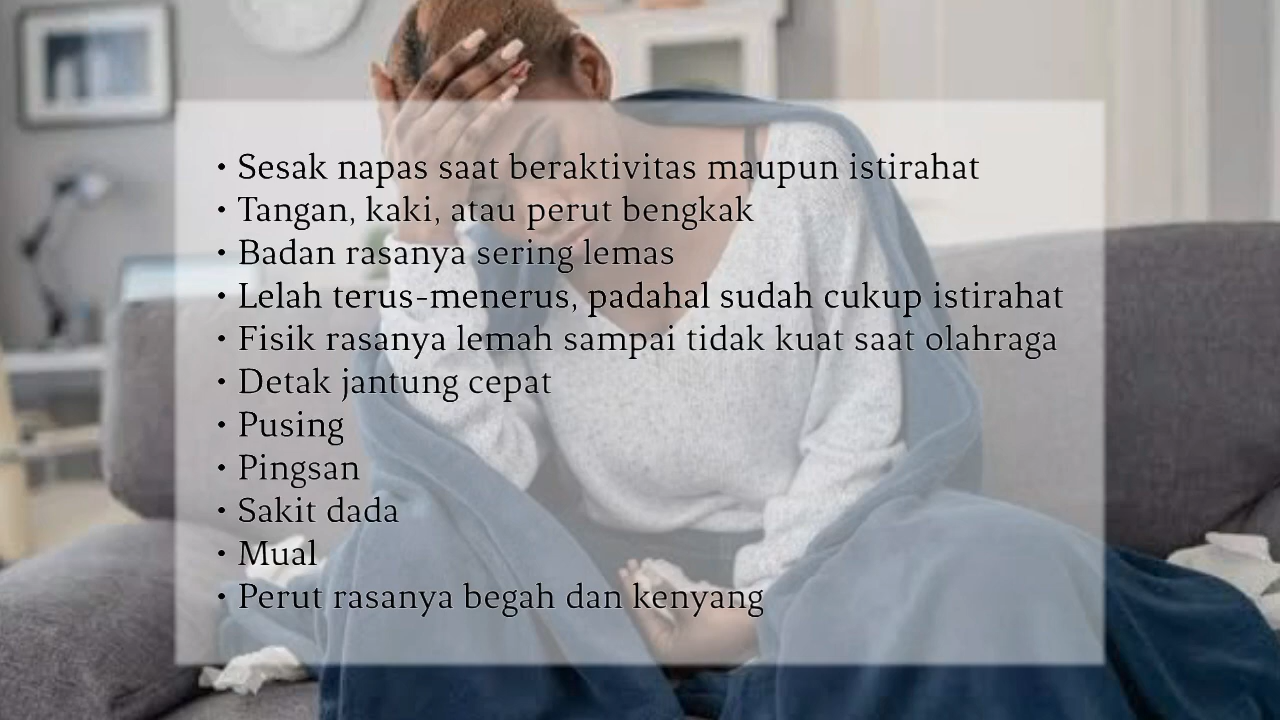 • Sesak napas saat beraktivitas maupun istirahat
• Tangan, kaki, atau perut bengkak
• Badan rasanya sering lemas
• Lelah terus-menerus, padahal sudah cukup istirahat
• Fisik rasanya lemah sampai tidak kuat saat olahraga
• Detak jantung cepat
• Pusing
• Pingsan
• Sakit dada
• Mual
• Perut rasanya begah dan kenyang